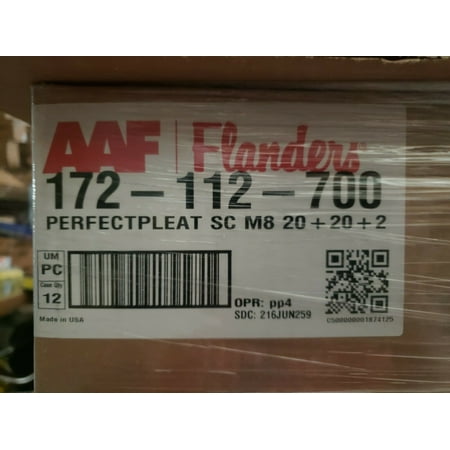 AAF Flanders
172-112-700
PERFECTPLEAT SC M8 20+20+2
UM
PC
Case Qty
12
OPR: pp4
Made in USA
SDC: 216JUN259
C500000001874125